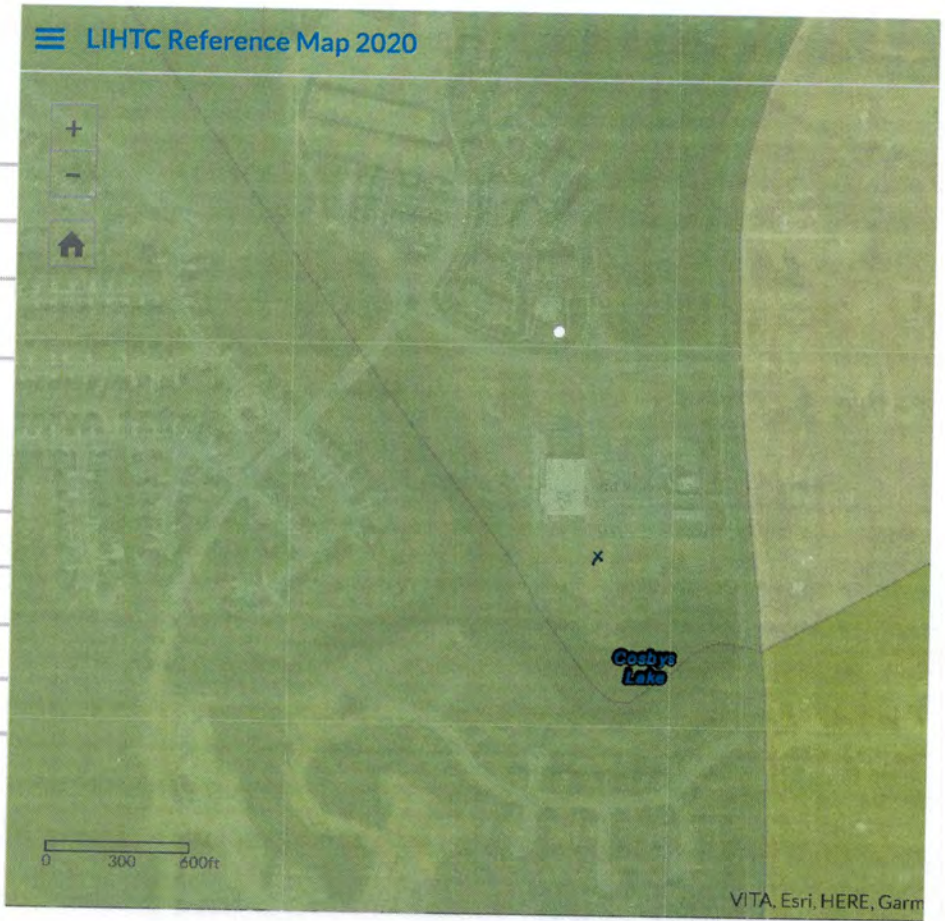 LIHTC Reference Map 2020
+
−
x
Cosbys
Lake
0 300 600ft
VITA, Esri, HERE, Garm